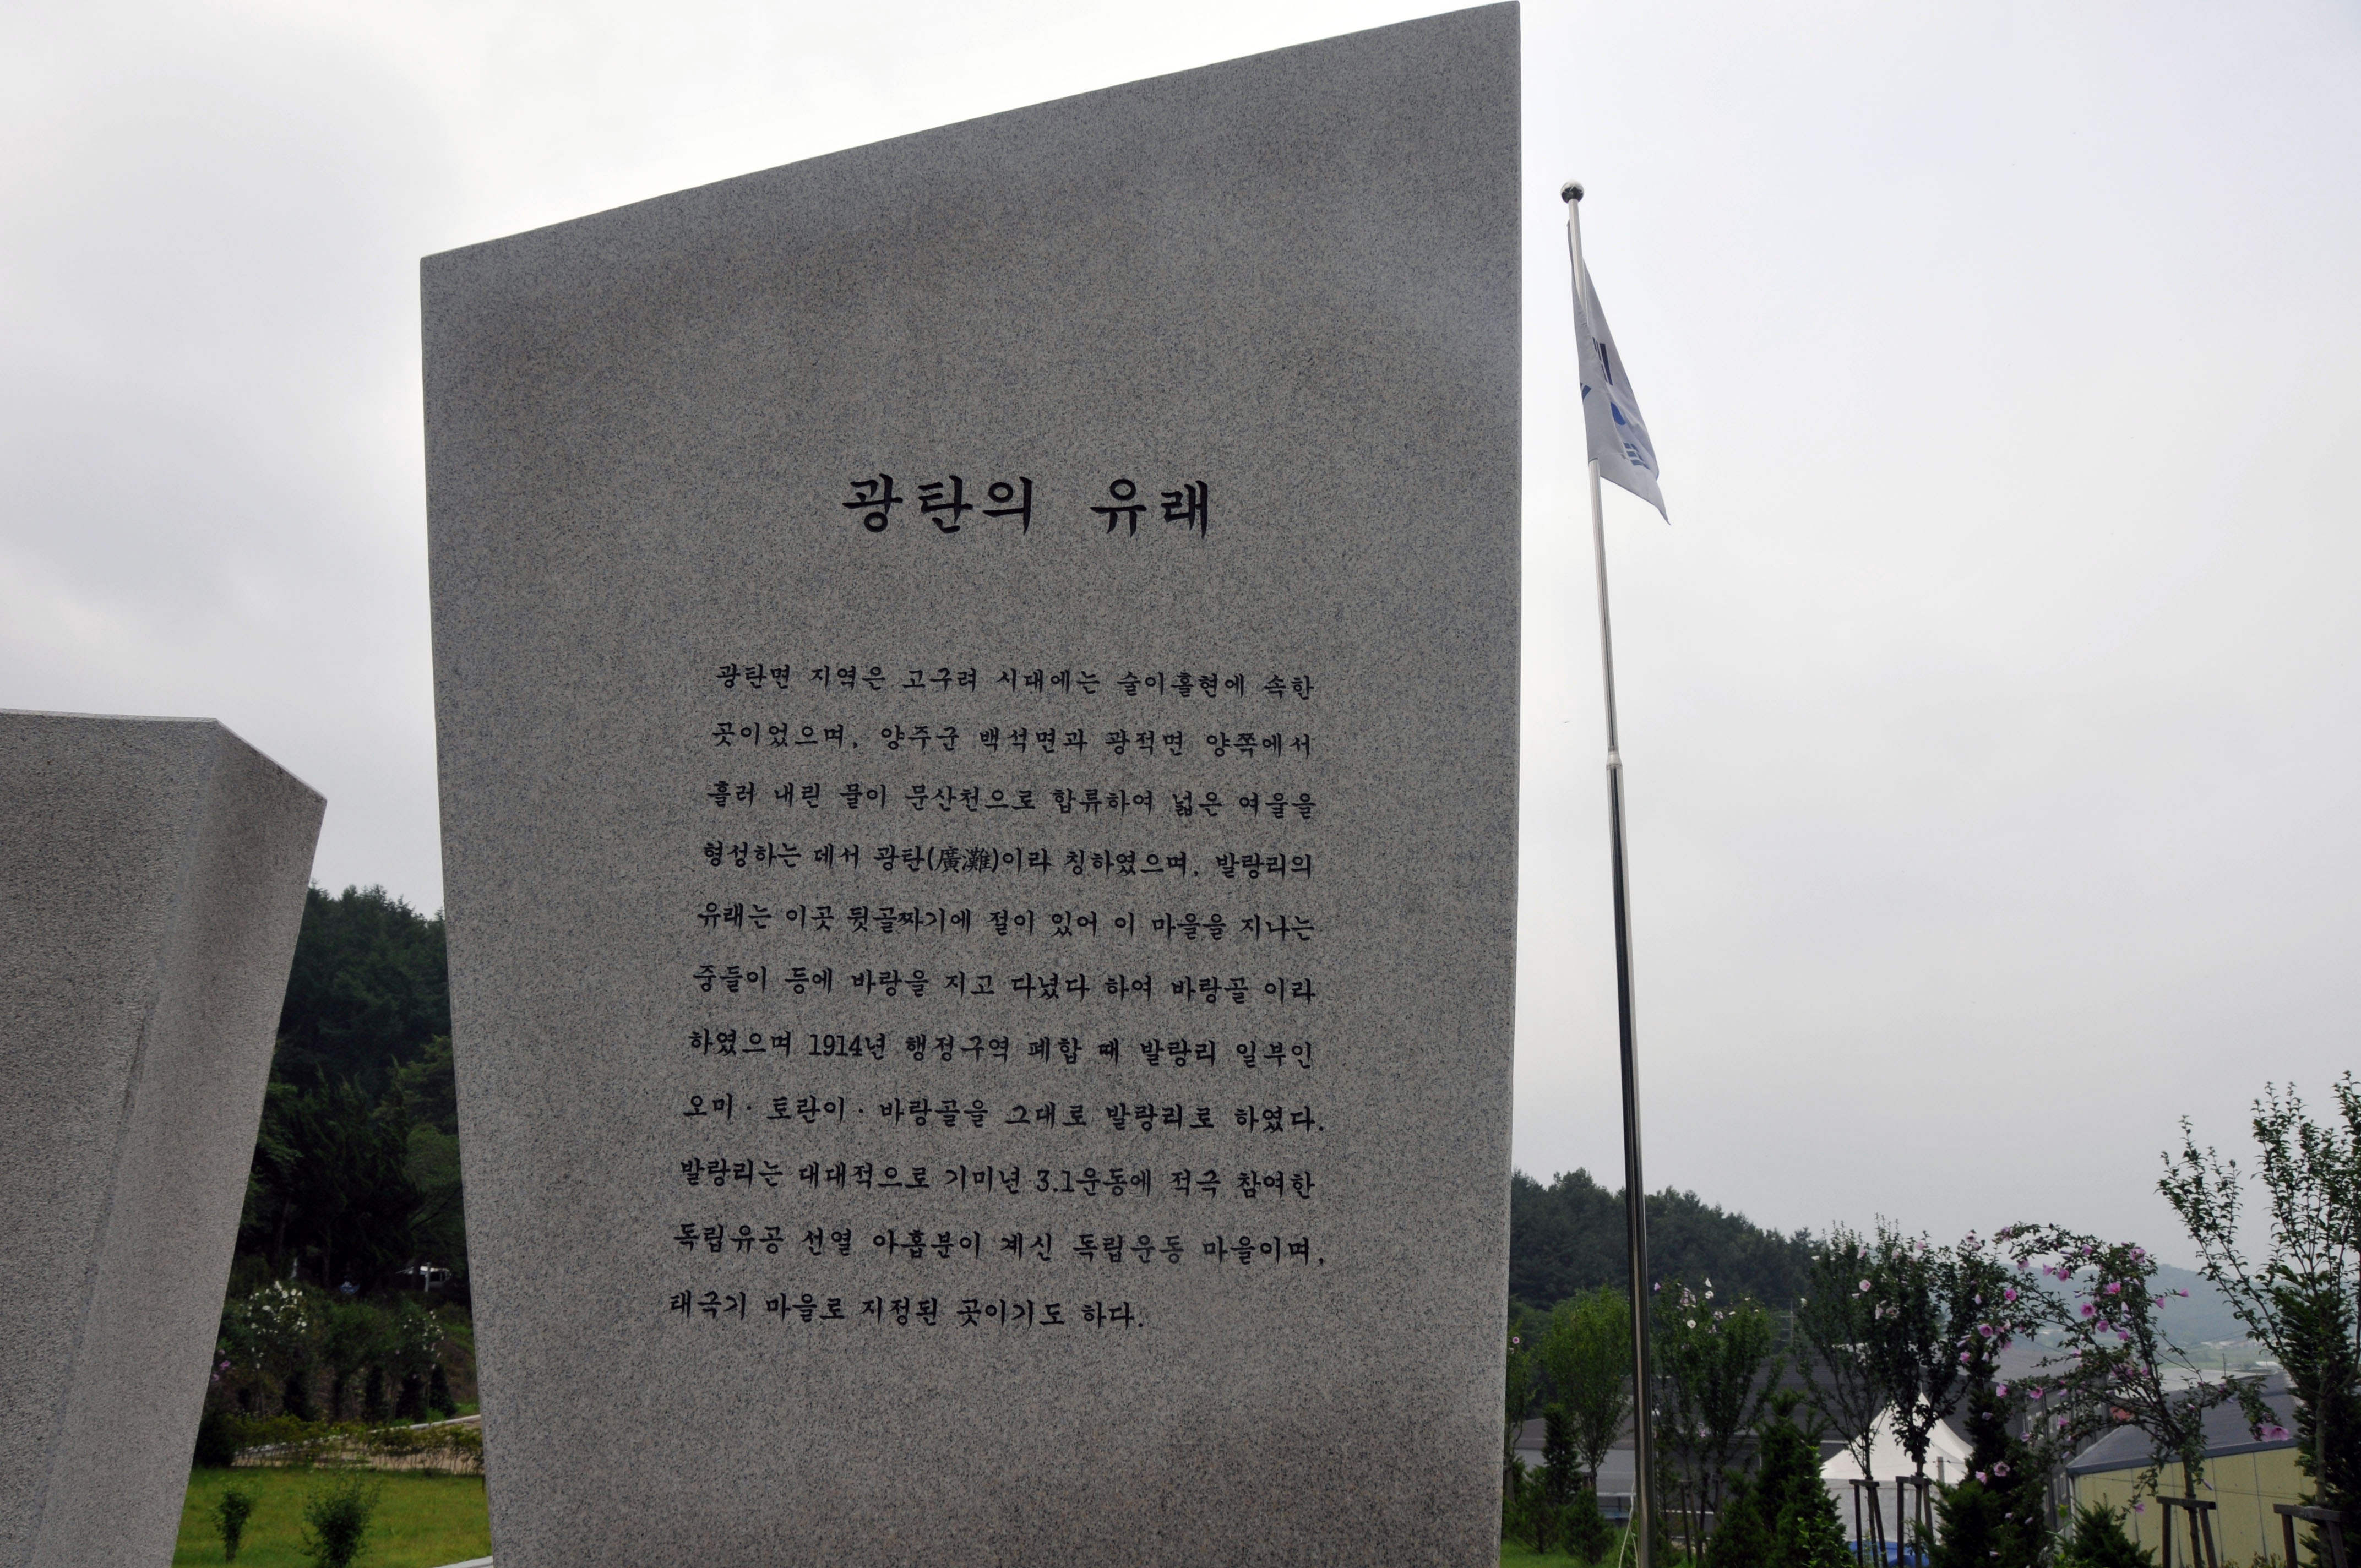 광탄의 유래
광탄면 지역은 고구려 시대에는 술이홀현에 속한
곳이었으며, 양주군 백석면과 광적면 양쪽에서
흘러 내린 물이 문산천으로 합류하여 넓은 여울을
형성하는 데서 광탄(廣灘)이라 칭하였으며, 발랑리의
유래는 이곳 뒷골짜기에 절이 있어 이 마을을 지나는
중들이 등에 바랑을 지고 다녔다 하여 바랑골 이라
하였으며 1914년 행정구역 폐합 때 발랑리 일부인
오미·토란이·바랑골을 그대로 발랑리로 하였다.
발랑리는 대대적으로 기미년 3.1운동에 적극 참여한
독립유공 선열 아홉분이 계신 독립운동 마을이며,
태극기 마을로 지정된 곳이기도 하다.